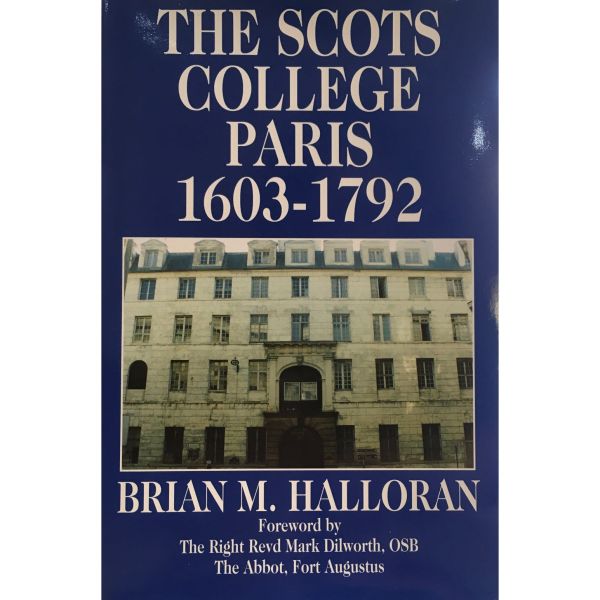 THE SCOTS
COLLEGE
PARIS
1603-1792
BRIAN M. HALLORAN
Foreword by
The Right Revd Mark Dilworth, OSB
The Abbot, Fort Augustus